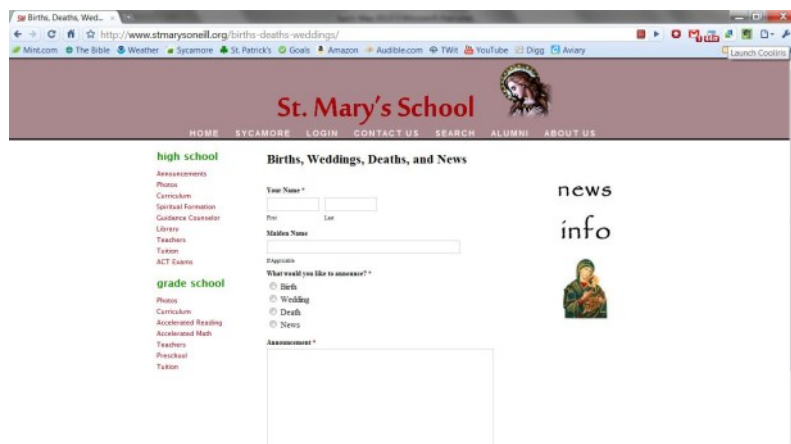 Births, Deaths, Wed...
http://www.stmarysoneill.org/births-deaths-weddings/
Mint.com The Bible Weather Sycamore St. Patrick's Goals Amazon Audible.com TWit YouTube Digg Aviary
Launch Cooliris
St. Mary's School
HOME SYCAMORE LOGIN CONTACT US SEARCH ALUMNI ABOUT US
high school
Announcements
Photos
Curriculum
Spiritual Formation
Guidance Counselor
Library
Teachers
Tuition
ACT Exams
grade school
Photos
Curriculum
Accelerated Reading
Accelerated Math
Teachers
Preschool
Tuition
Births, Weddings, Deaths, and News
Your Name *
First Last
Maiden Name
If Applicable
What would you like to announce? *
Birth
Wedding
Death
News
Announcement *
news
info